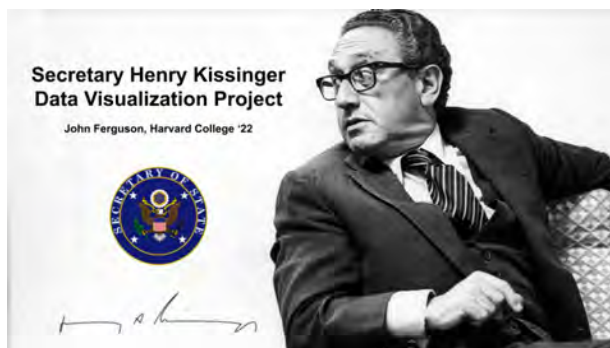 Secretary Henry Kissinger
Data Visualization Project
John Ferguson, Harvard College '22
SECRETARY OF STATE